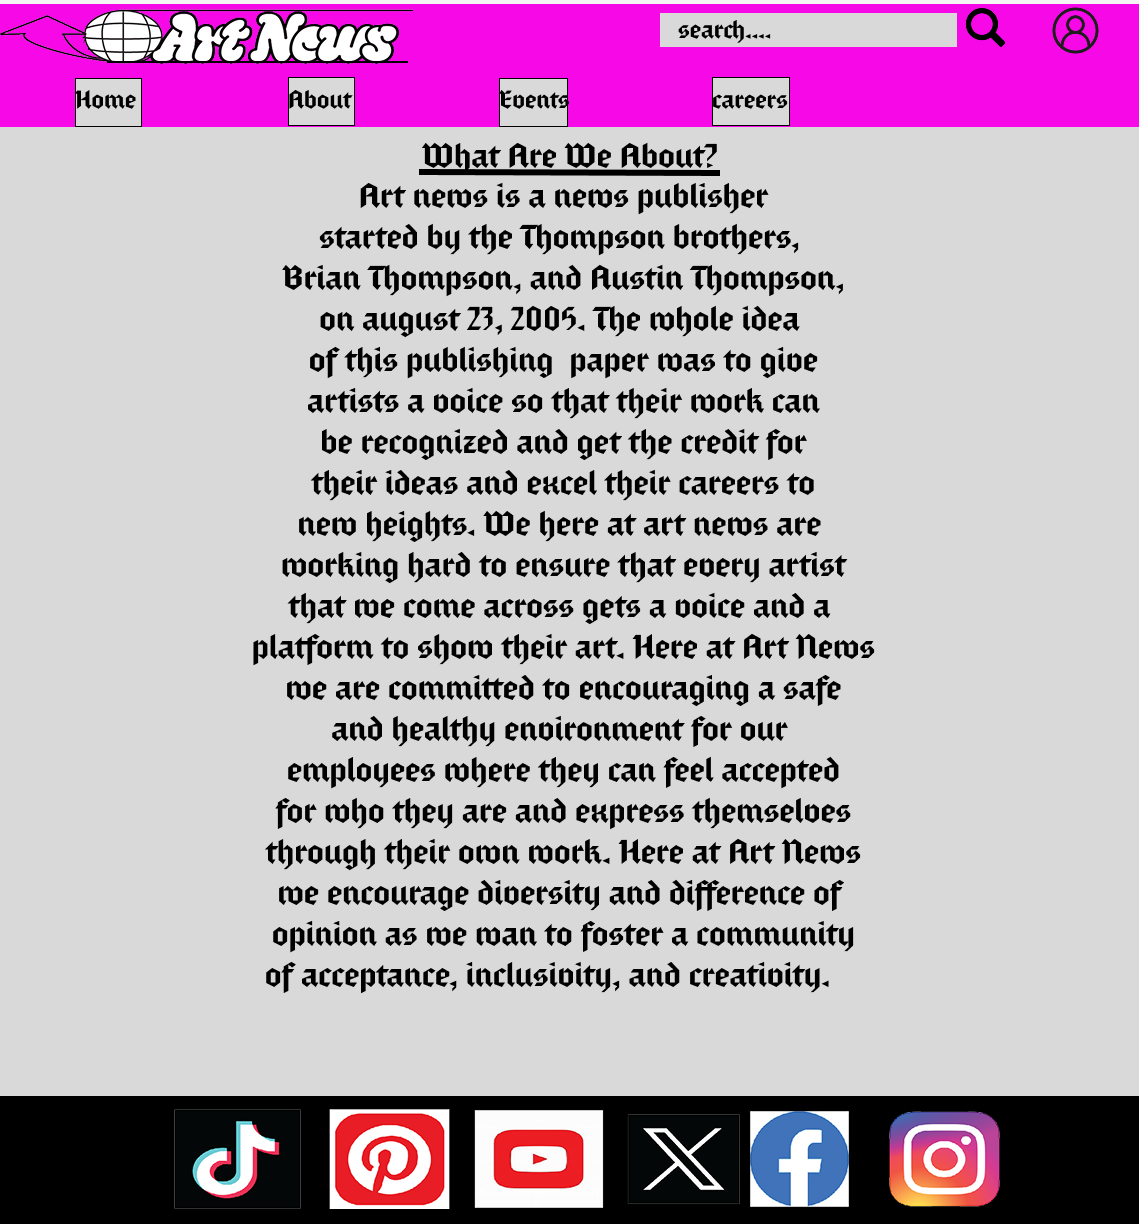 Art News
search....
Home About Events careers
What Are We About?
Art news is a news publisher
started by the Thompson brothers,
Brian Thompson, and Austin Thompson,
on august 23, 2005. The whole idea
of this publishing  paper was to give
artists a voice so that their work can
be recognized and get the credit for
their ideas and excel their careers to
new heights. We here at art news are
working hard to ensure that every artist
that we come across gets a voice and a
platform to show their art. Here at Art News
we are committed to encouraging a safe
and healthy environment for our
employees where they can feel accepted
for who they are and express themselves
through their own work. Here at Art News
we encourage diversity and difference of
opinion as we wan to foster a community
of acceptance, inclusivity, and creativity.